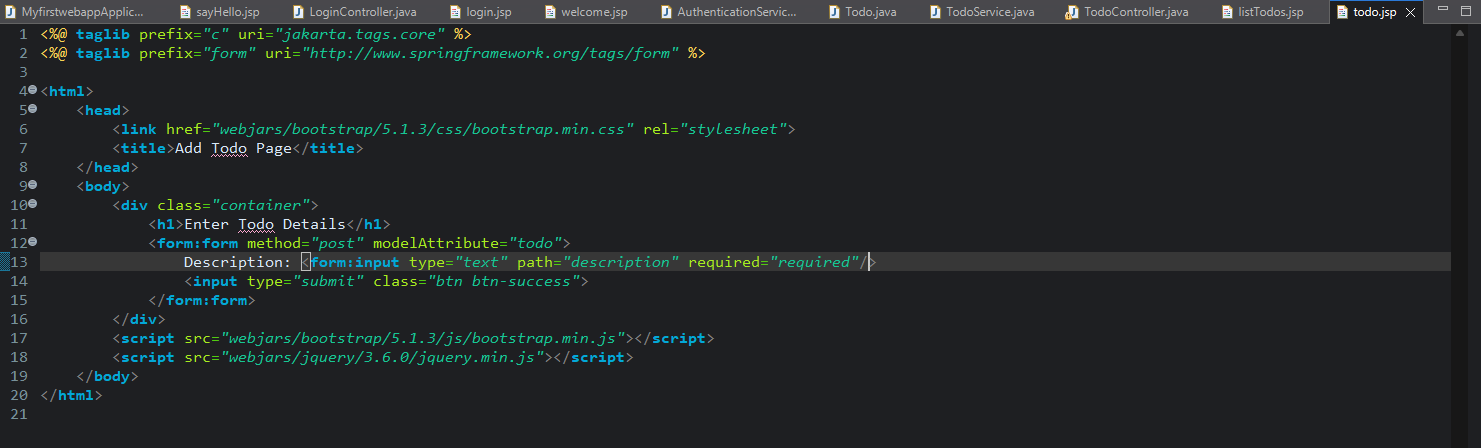 MyfirstwebappApplic... sayHello.jsp LoginController.java login.jsp welcome.jsp AuthenticationServic... Todo.java TodoService.java TodoController.java listTodos.jsp todo.jsp
1 <%@ taglib prefix="c" uri="jakarta.tags.core" %>
2 <%@ taglib prefix="form" uri="http://www.springframework.org/tags/form" %>
3
4 <html>
5     <head>
6         <link href="webjars/bootstrap/5.1.3/css/bootstrap.min.css" rel="stylesheet">
7         <title>Add Todo Page</title>
8     </head>
9     <body>
10         <div class="container">
11             <h1>Enter Todo Details</h1>
12             <form:form method="post" modelAttribute="todo">
13                 Description: <form:input type="text" path="description" required="required"/>
14                 <input type="submit" class="btn btn-success">
15             </form:form>
16         </div>
17         <script src="webjars/bootstrap/5.1.3/js/bootstrap.min.js"></script>
18         <script src="webjars/jquery/3.6.0/jquery.min.js"></script>
19     </body>
20 </html>
21